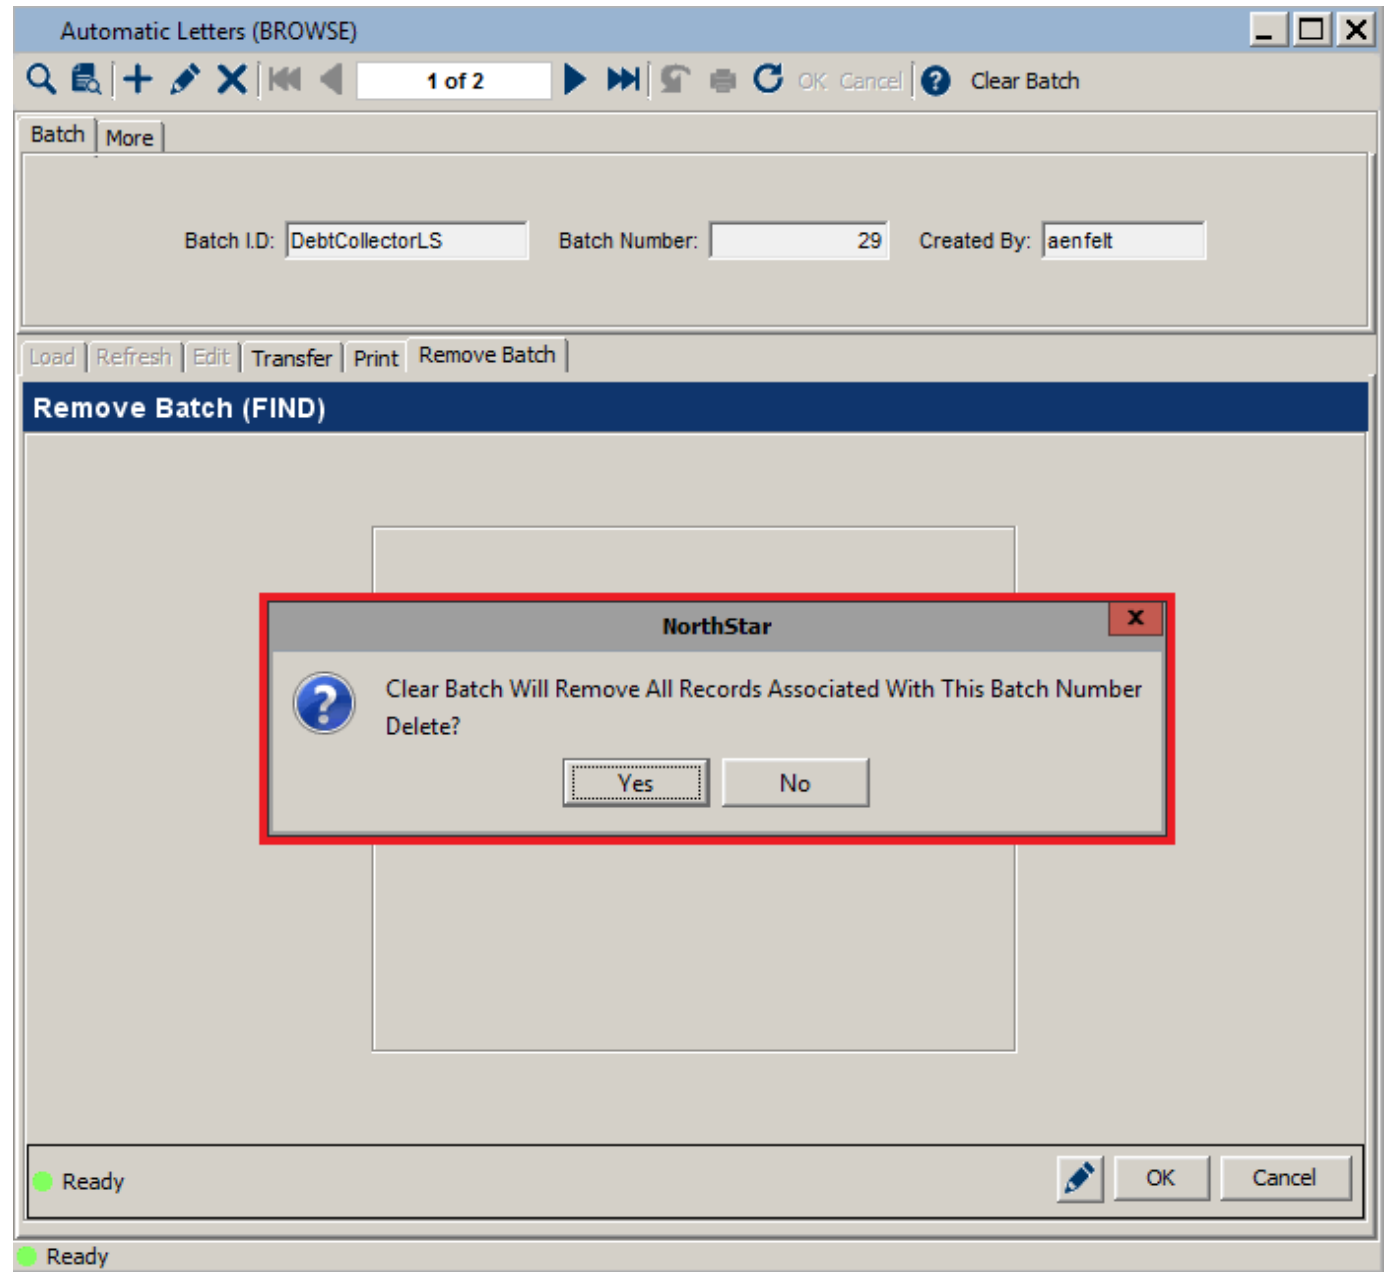 Automatic Letters (BROWSE)
1 of 2 OK Cancel ? Clear Batch
Batch More
Batch I.D: DebtCollectorLS Batch Number: 29 Created By: aenfelt
Load Refresh Edit Transfer Print Remove Batch
Remove Batch (FIND)
NorthStar x
? Clear Batch Will Remove All Records Associated With This Batch Number
Delete?
Yes No
Ready OK Cancel
Ready